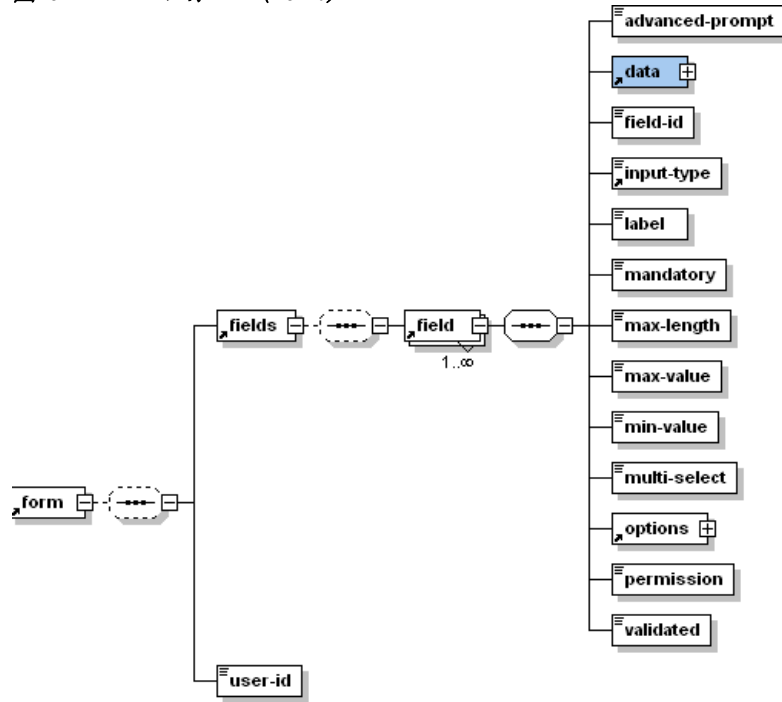 advanced-prompt
data
field-id
input-type
label
mandatory
fields
field
max-length
1..∞
max-value
min-value
multi-select
form
options
permission
validated
user-id